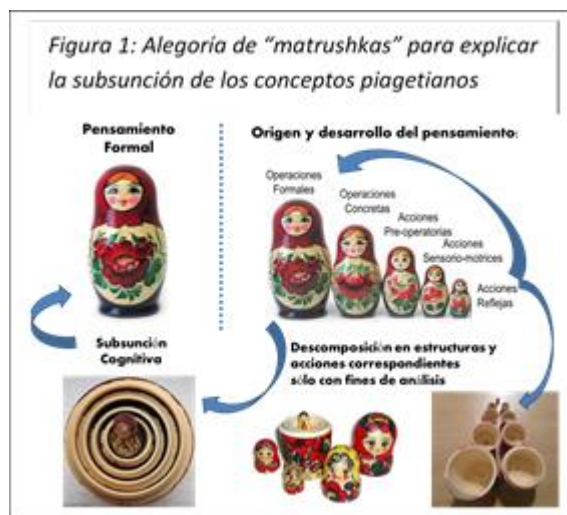 Figura 1: Alegoría de “matrushkas” para explicar
la subsunción de los conceptos piagetianos
Pensamiento
Formal
Origen y desarrollo del pensamiento:
Operaciones
Formales
Operaciones
Concretas
Acciones
Pre-operatorias
Acciones
Sensorio-motrices
Acciones
Reflejas
Subsunción
Cognitiva
Descomposición en estructuras y
acciones correspondientes
sólo con fines de análisis